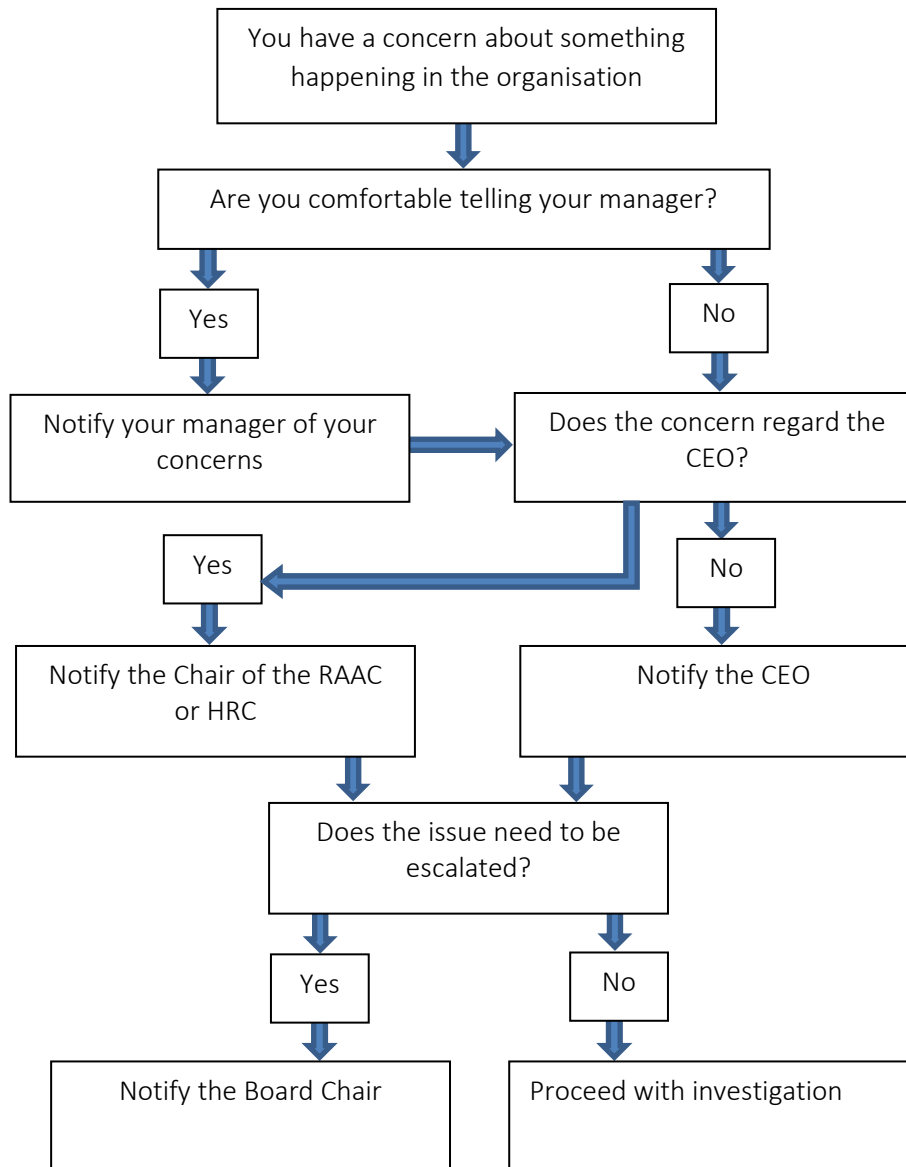 You have a concern about something
happening in the organisation
Are you comfortable telling your manager?
Yes
No
Notify your manager of your
concerns
Does the concern regard the
CEO?
Yes
No
Notify the Chair of the RAAC
or HRC
Notify the CEO
Does the issue need to be
escalated?
Yes
No
Notify the Board Chair
Proceed with investigation